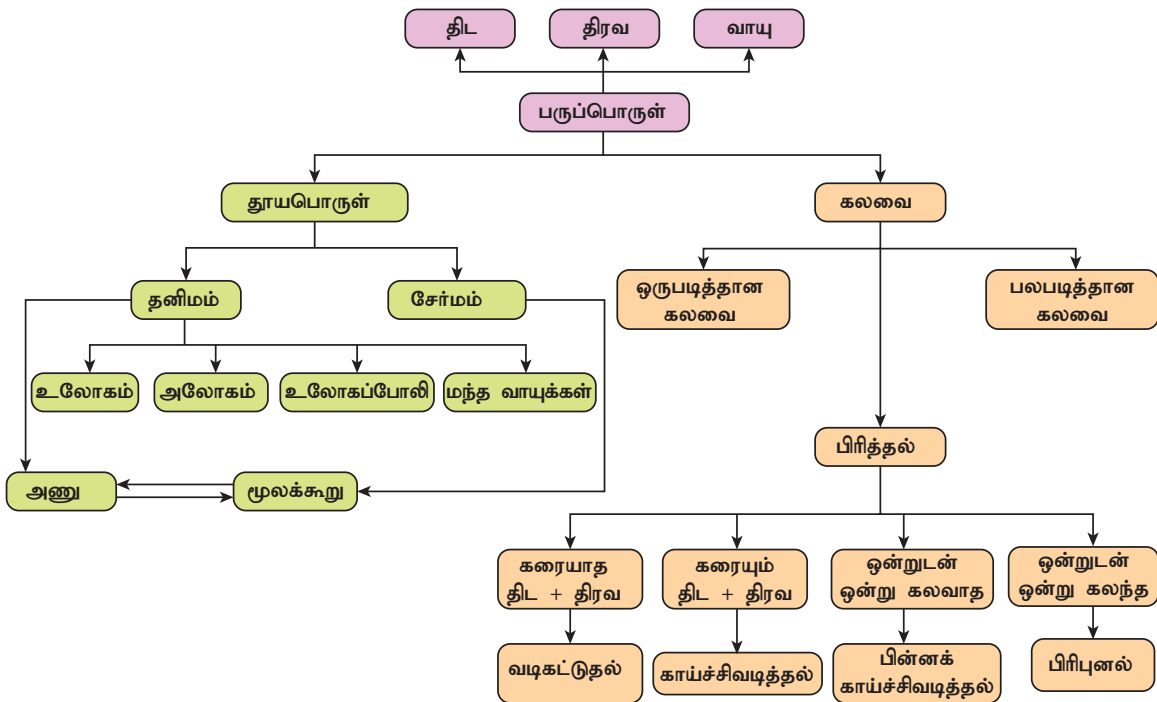 திட
திரவ
வாயு
பருப்பொருள்
தூயபொருள்
கலவை
தனிமம்
சேர்மம்
ஒருபடித்தான
கலவை
பலபடித்தான
கலவை
உலோகம்
அலோகம்
உலோகப்போலி
மந்த வாயுக்கள்
பிரித்தல்
அணு
மூலக்கூறு
கரையாத
திட + திரவ
கரையும்
திட + திரவ
ஒன்றுடன்
ஒன்று கலவாத
ஒன்றுடன்
ஒன்று கலந்த
வடிகட்டுதல்
காய்ச்சிவடித்தல்
பின்னக்
காய்ச்சிவடித்தல்
பிரிபுனல்